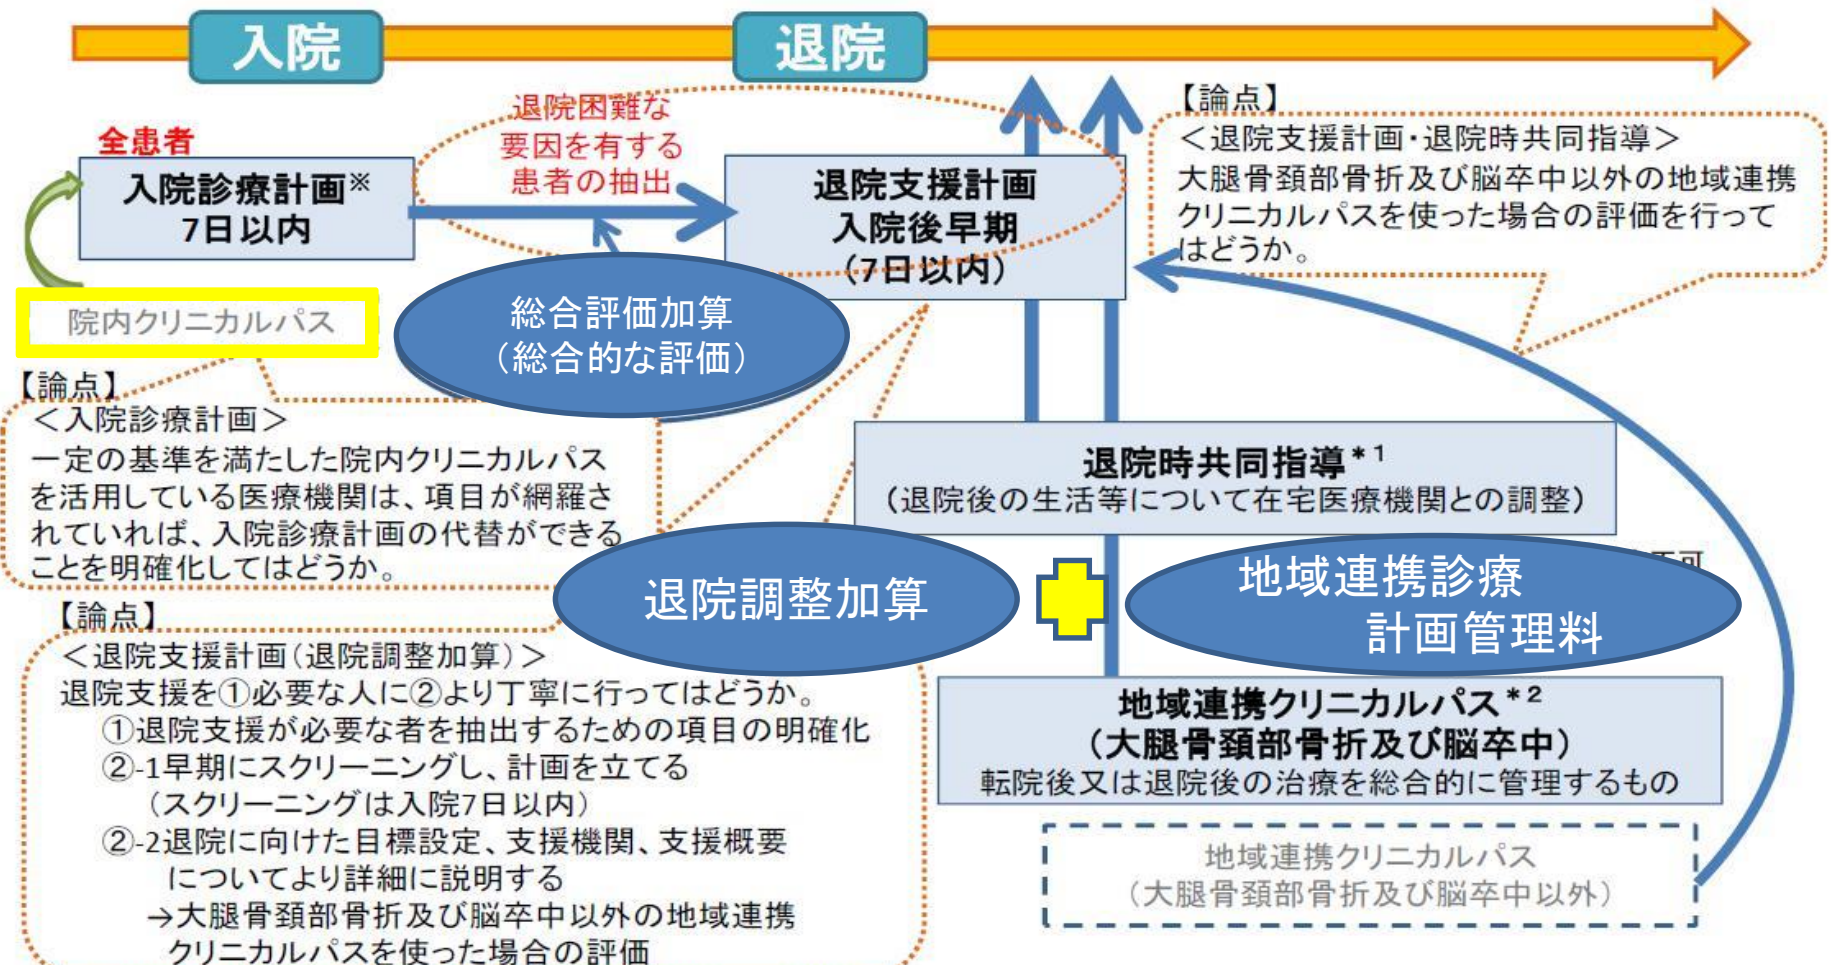 入院
退院
全患者
入院診療計画※
7日以内
院内クリニカルパス
退院困難な
要因を有する
患者の抽出
退院支援計画
入院後早期
（7日以内）
総合評価加算
（総合的な評価）
【論点】
＜退院支援計画・退院時共同指導＞
大腿骨頚部骨折及び脳卒中以外の地域連携
クリニカルパスを使った場合の評価を行って
はどうか。
【論点】
＜入院診療計画＞
一定の基準を満たした院内クリニカルパス
を活用している医療機関は、項目が網羅さ
れていれば、入院診療計画の代替ができる
ことを明確化してはどうか。
退院時共同指導*1
（退院後の生活等について在宅医療機関との調整）
退院調整加算
地域連携診療
計画管理料
【論点】
＜退院支援計画（退院調整加算）＞
退院支援を①必要な人に②より丁寧に行ってはどうか。
①退院支援が必要な者を抽出するための項目の明確化
②-1早期にスクリーニングし、計画を立てる
（スクリーニングは入院7日以内）
②-2退院に向けた目標設定、支援機関、支援概要
についてより詳細に説明する
→大腿骨頚部骨折及び脳卒中以外の地域連携
クリニカルパスを使った場合の評価
地域連携クリニカルパス*2
（大腿骨頚部骨折及び脳卒中）
転院後又は退院後の治療を総合的に管理するもの
地域連携クリニカルパス
（大腿骨頚部骨折及び脳卒中以外）